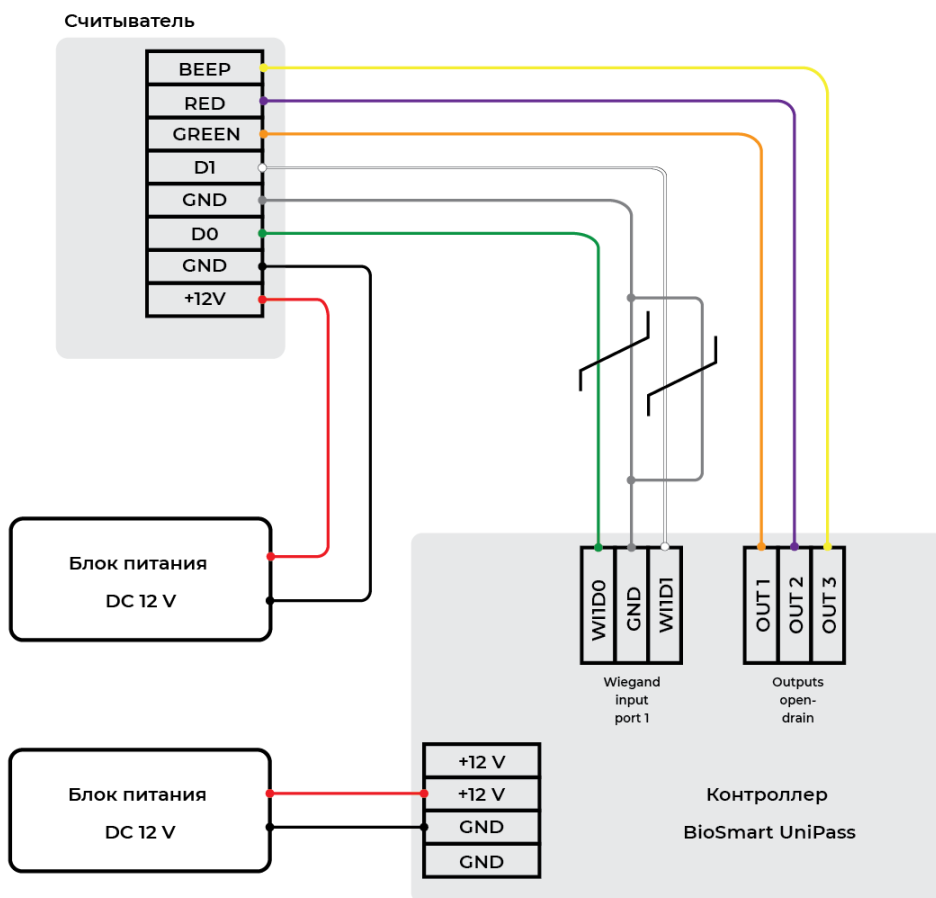 Считыватель
BEEP
RED
GREEN
D1
GND
D0
GND
+12V
Блок питания
DC 12 V
WI1D0
GND
WI1D1
OUT 1
OUT 2
OUT 3
Wiegand
input
port 1
Outputs
open-
drain
Блок питания
DC 12 V
+12 V
+12 V
GND
GND
Контроллер
BioSmart UniPass